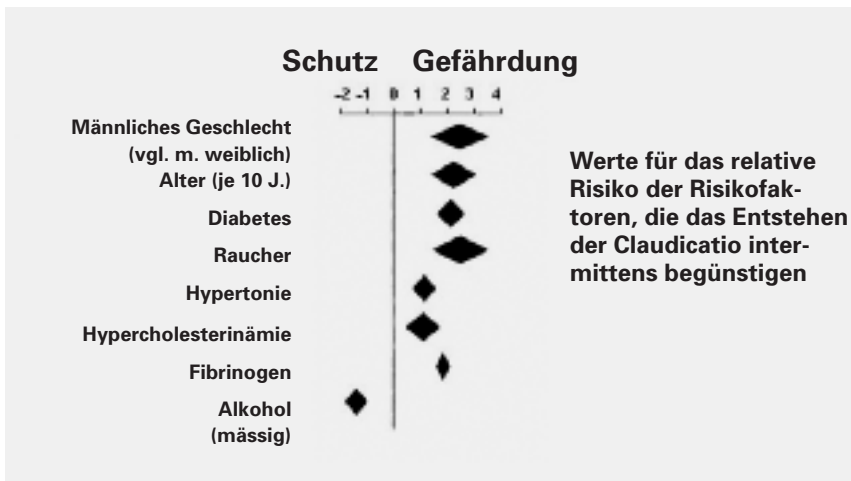 Schutz Gefährdung
-2 -1 0 1 2 3 4
Männliches Geschlecht
(vgl. m. weiblich)
Alter (je 10 J.)
Diabetes
Raucher
Hypertonie
Hypercholesterinämie
Fibrinogen
Alkohol
(mässig)
Werte für das relative
Risiko der Risikofak-
toren, die das Entstehen
der Claudicatio inter-
mittens begünstigen